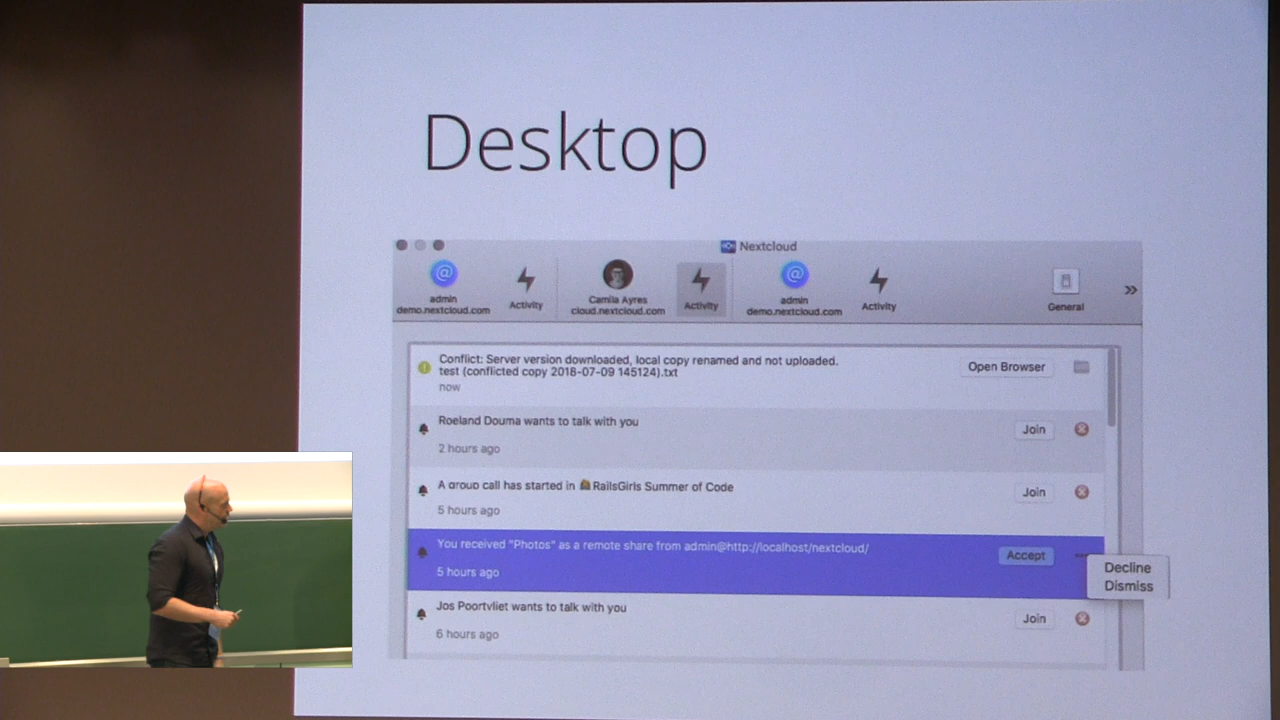 Desktop
Nextcloud
admin
demo.nextcloud.com
Activity
Camila Ayres
cloud.nextcloud.com
Activity
admin
demo.nextcloud.com
Activity
General
»
Conflict: Server version downloaded, local copy renamed and not uploaded.
test (conflicted copy 2018-07-09 145124).txt
now
Open Browser
Roeland Douma wants to talk with you
2 hours ago
Join
A group call has started in RailsGirls Summer of Code
5 hours ago
Join
You received "Photos" as a remote share from admin@http://localhost/nextcloud/
5 hours ago
Accept
Decline
Dismiss
Jos Poortvliet wants to talk with you
6 hours ago
Join